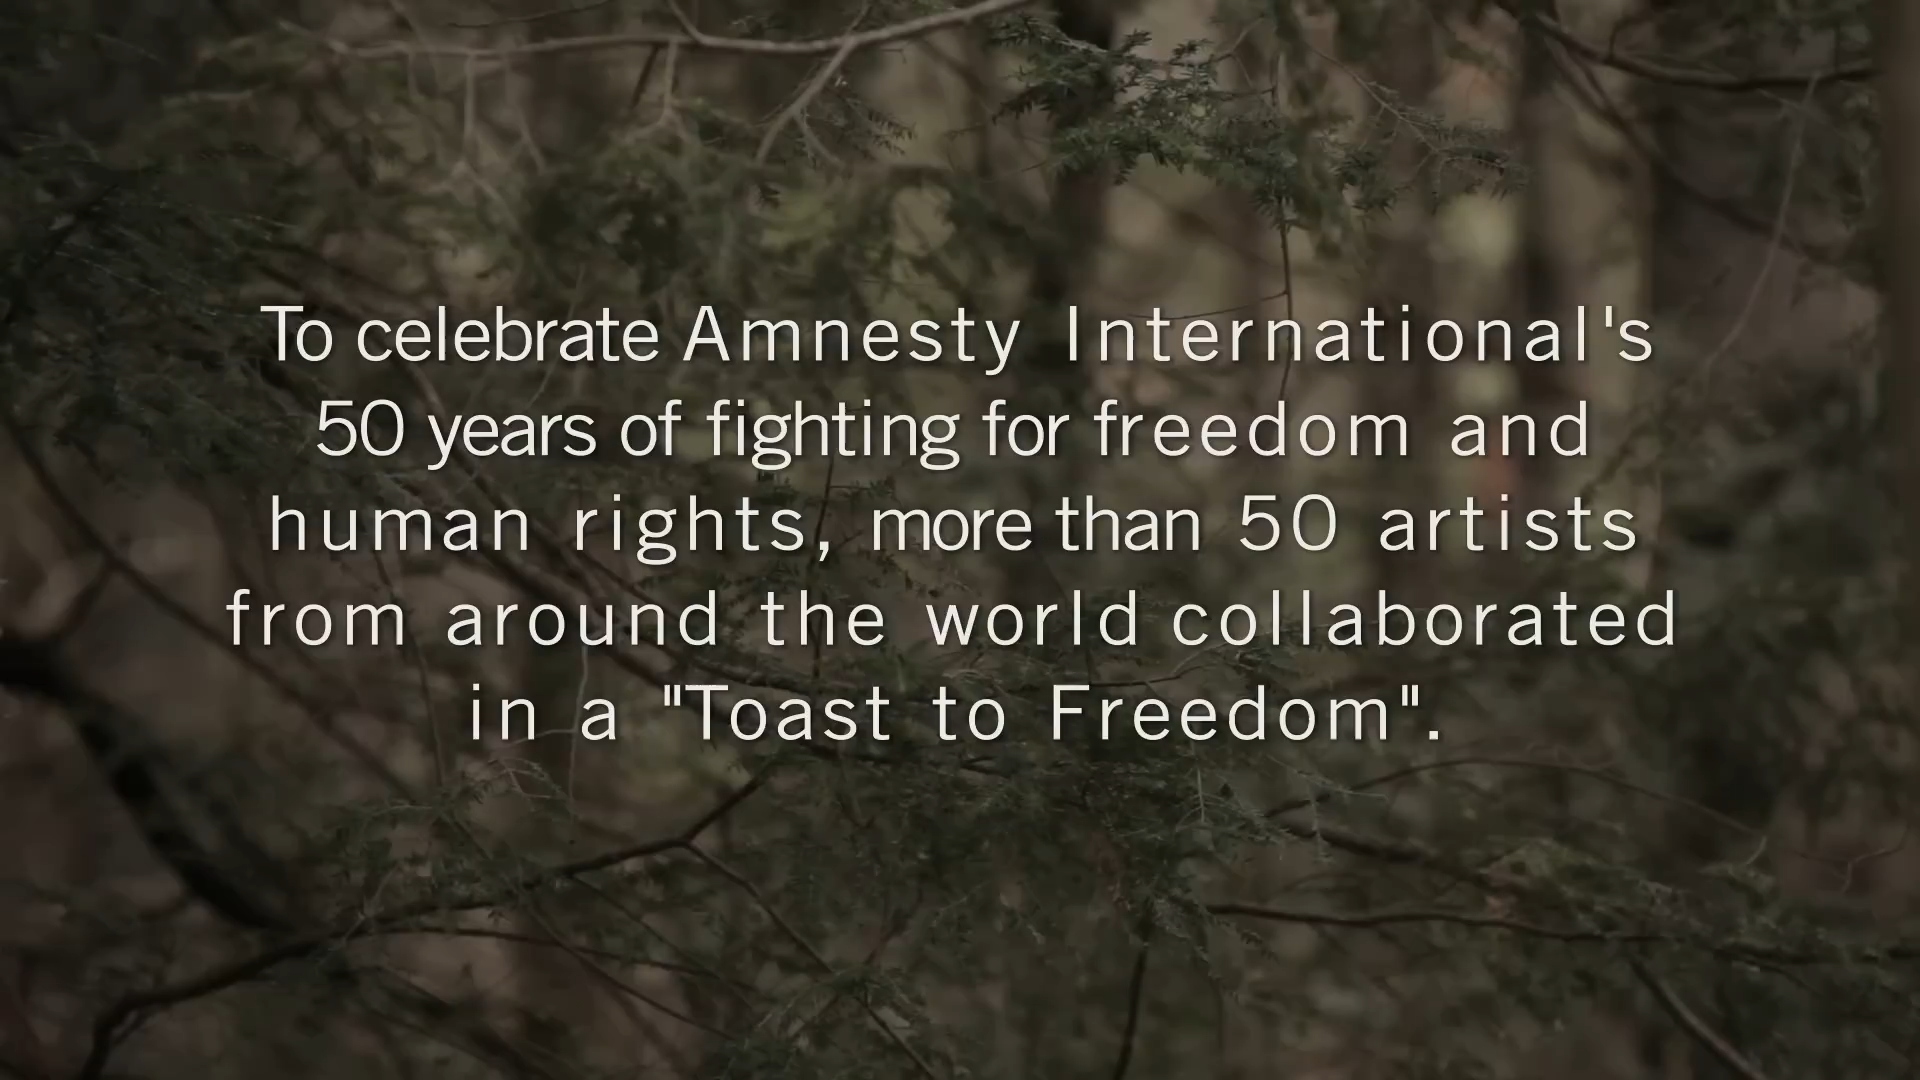 To celebrate Amnesty International's
50 years of fighting for freedom and
human rights, more than 50 artists
from around the world collaborated
in a "Toast to Freedom".